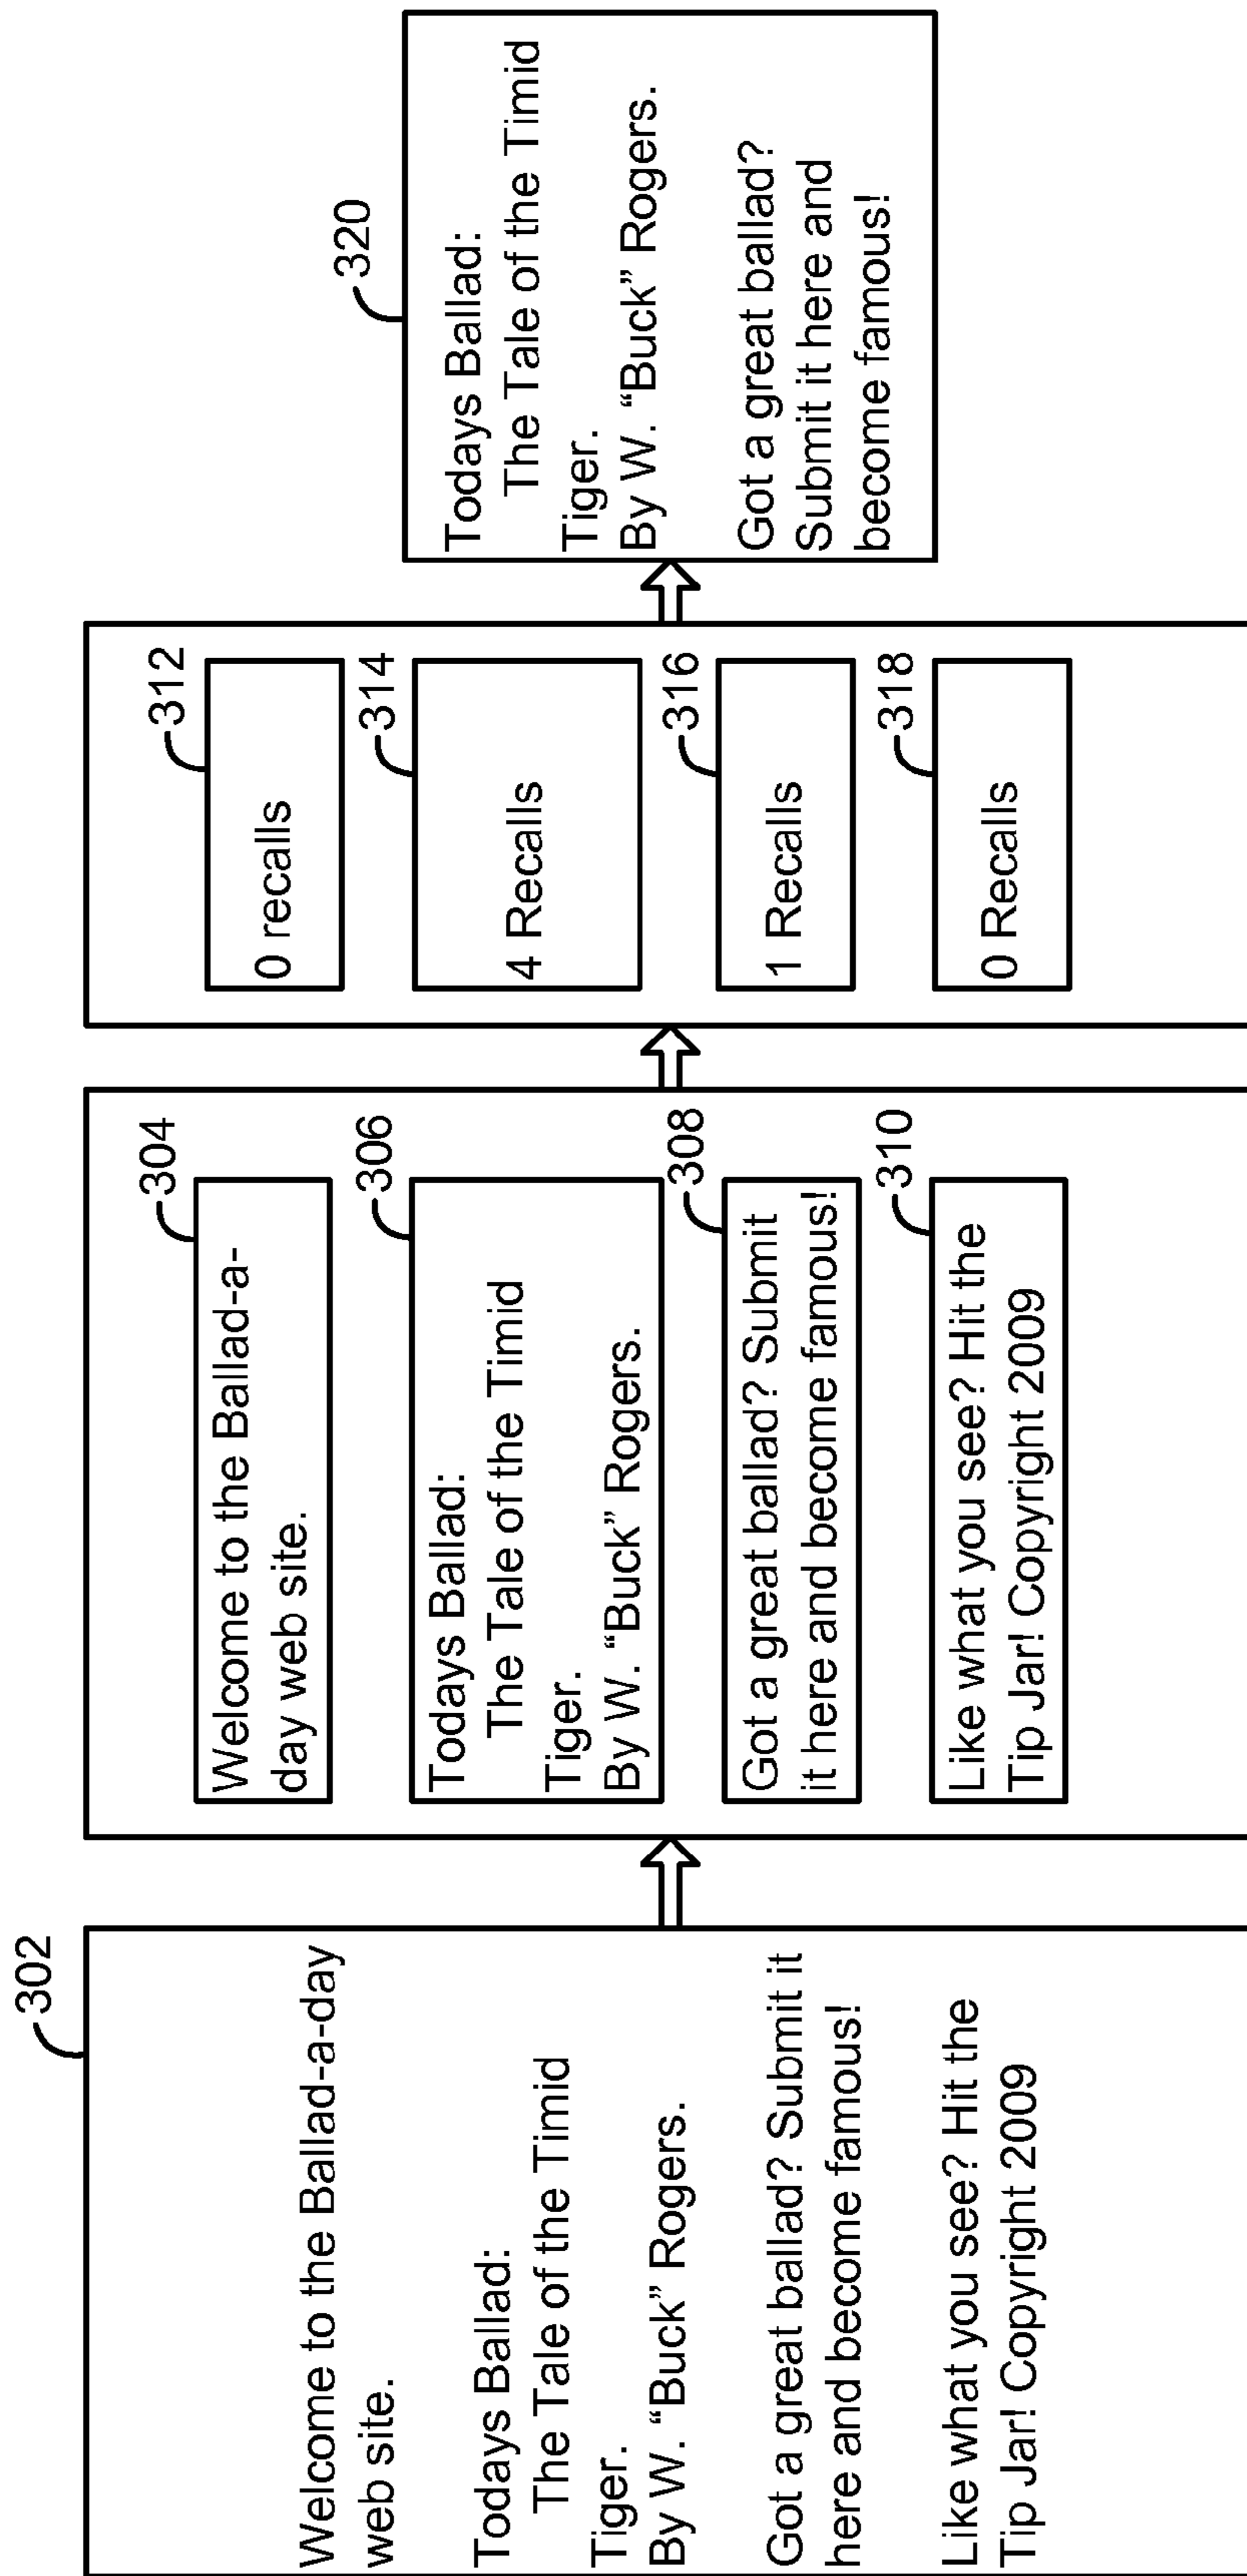 302
Welcome to the Ballad-a-day
web site.
Todays Ballad:
The Tale of the Timid
Tiger.
By W. “Buck” Rogers.
Got a great ballad? Submit it
here and become famous!
Like what you see? Hit the
Tip Jar! Copyright 2009
304
Welcome to the Ballad-a-
day web site.
306
Todays Ballad:
The Tale of the Timid
Tiger.
By W. “Buck” Rogers.
308
Got a great ballad? Submit
it here and become famous!
310
Like what you see? Hit the
Tip Jar! Copyright 2009
312
0 recalls
314
4 Recalls
316
1 Recalls
318
0 Recalls
320
Todays Ballad:
The Tale of the Timid
Tiger.
By W. “Buck” Rogers.
Got a great ballad?
Submit it here and
become famous!